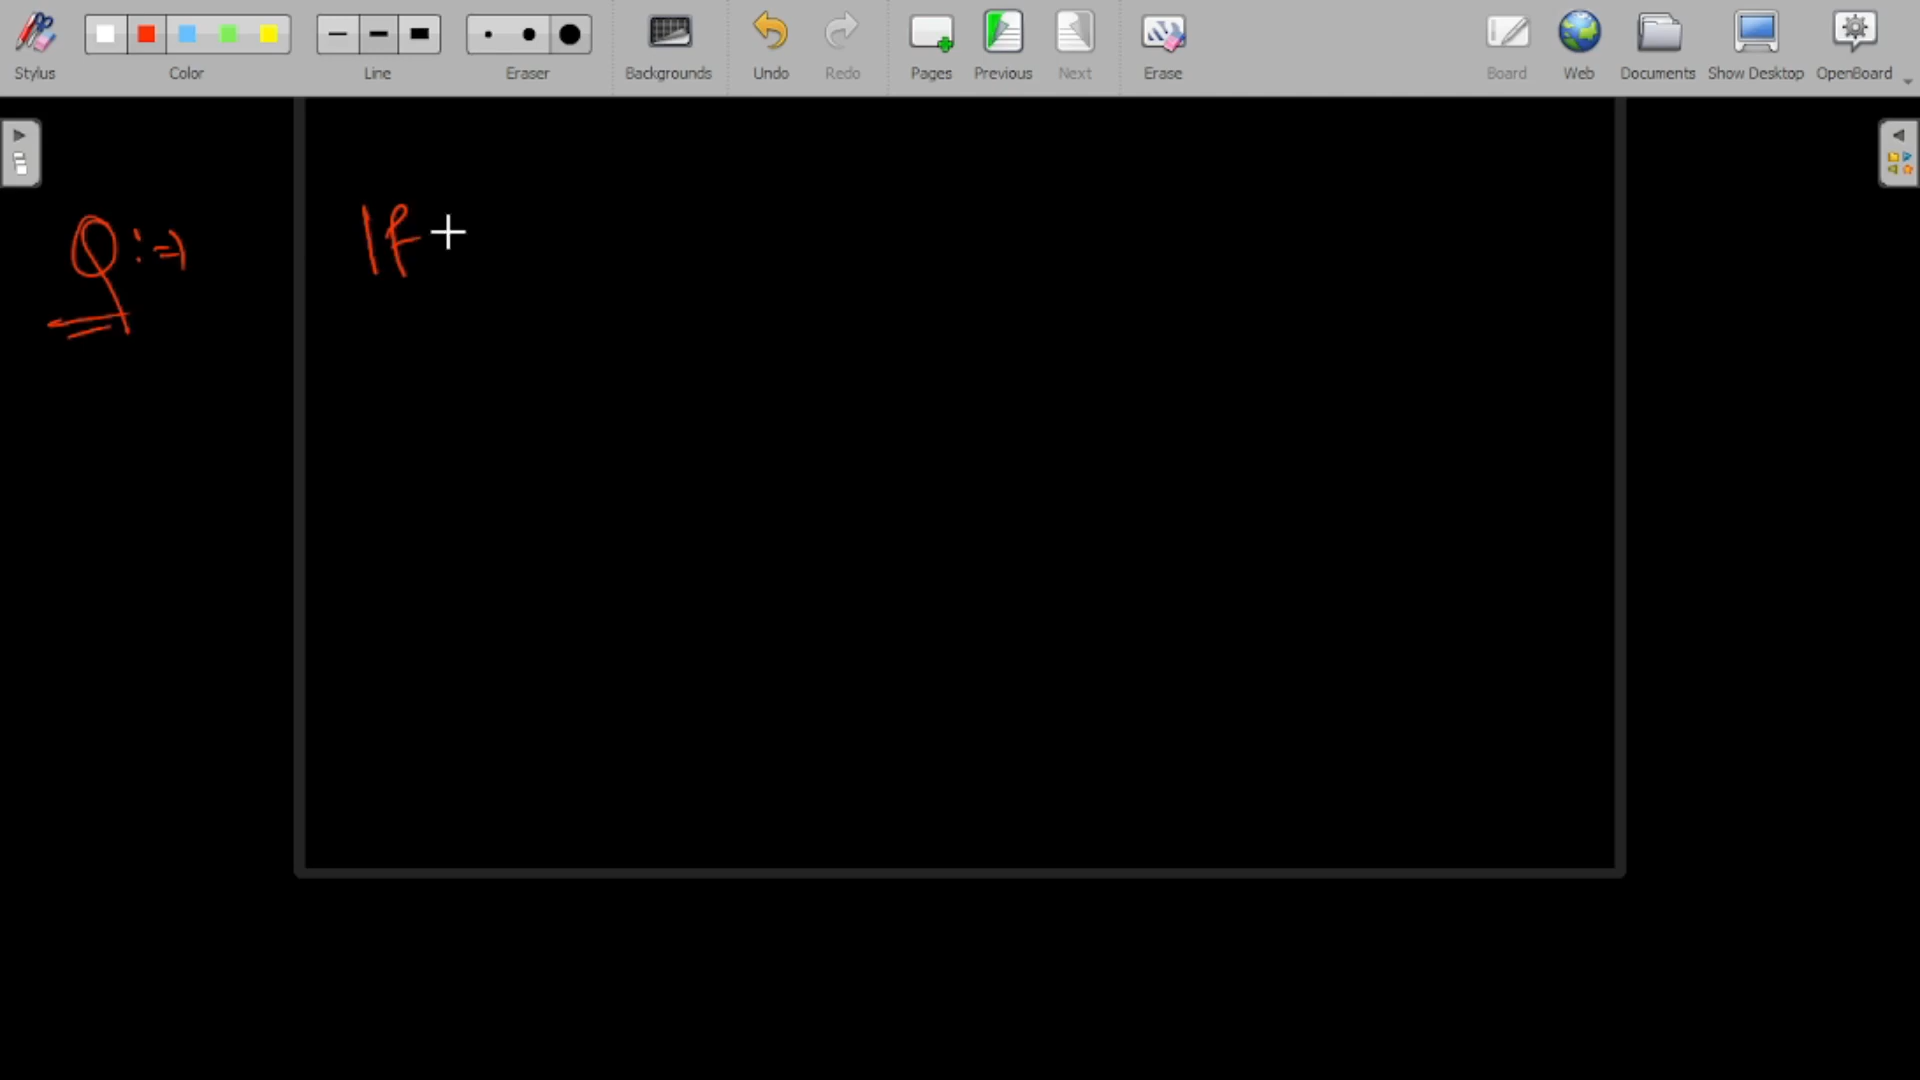 Stylus Color Line Eraser Backgrounds Undo Redo Pages Previous Next Erase Board Web Documents Show Desktop OpenBoard
Q :⇒ If